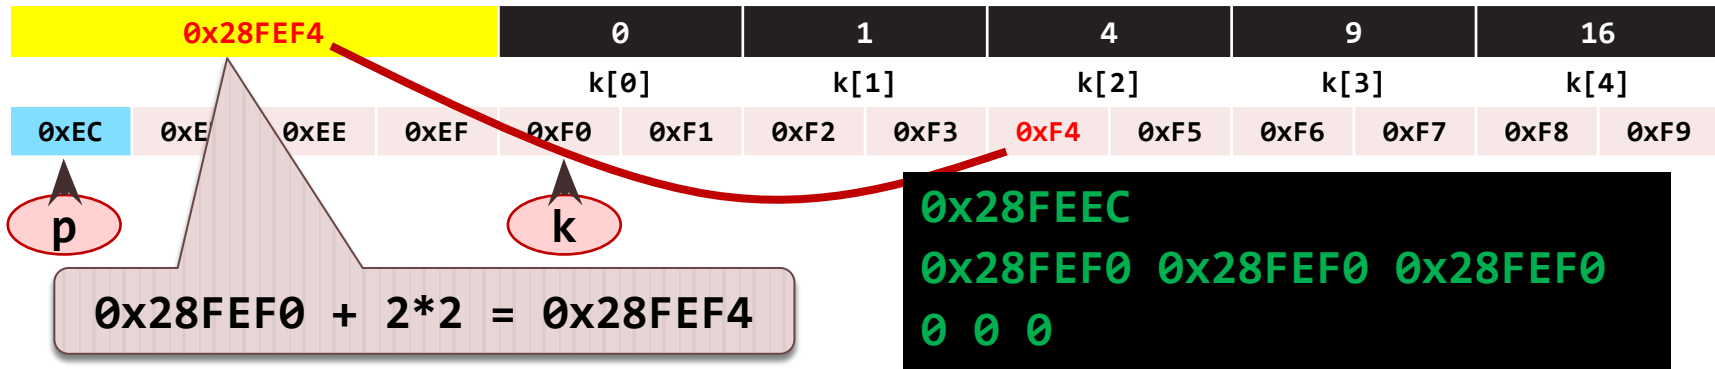 0x28FEF4 0 1 4 9 16
k[0] k[1] k[2] k[3] k[4]
0xEC 0xE 0xEE 0xEF 0xF0 0xF1 0xF2 0xF3 0xF4 0xF5 0xF6 0xF7 0xF8 0xF9
p k
0x28FEF0 + 2*2 = 0x28FEF4
0x28FEEC
0x28FEF0 0x28FEF0 0x28FEF0
0 0 0